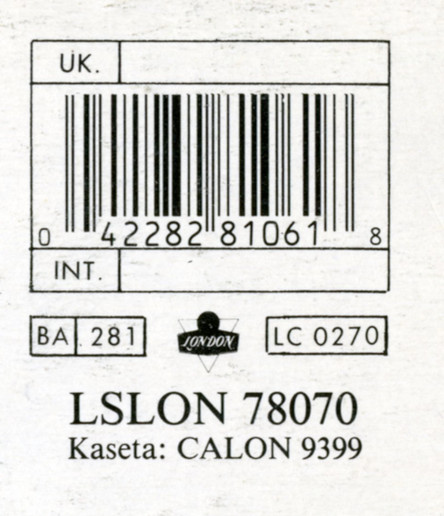 UK.
0 42282 81061 8
INT.
BA 281 LONDON LC 0270
LSLON 78070
Kaseta: CALON 9399